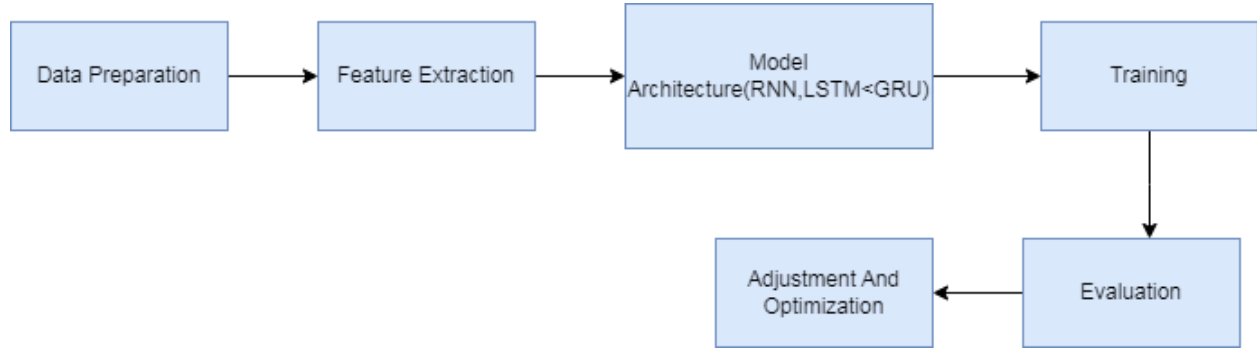 Data Preparation
Feature Extraction
Model
Architecture(RNN,LSTM<GRU)
Training
Adjustment And
Optimization
Evaluation